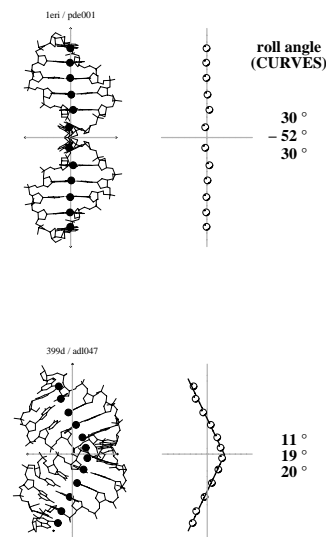 1eri / pde001
roll angle
(CURVES)
30 °
– 52 °
30 °
399d / adl047
11 °
19 °
20 °